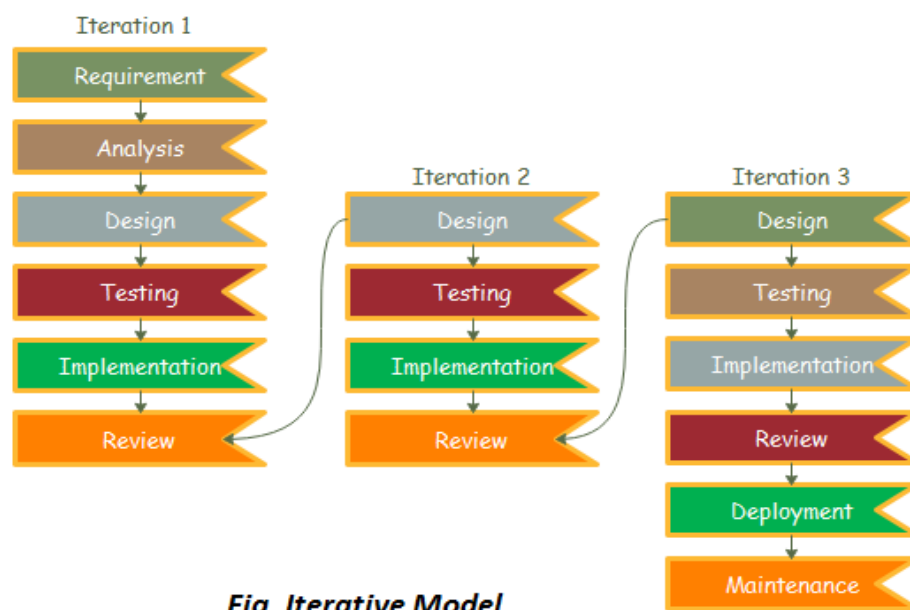 Iteration 1
Requirement
Analysis
Design
Testing
Implementation
Review
Iteration 2
Design
Testing
Implementation
Review
Iteration 3
Design
Testing
Implementation
Review
Deployment
Maintenance
Fig. Iterative Model